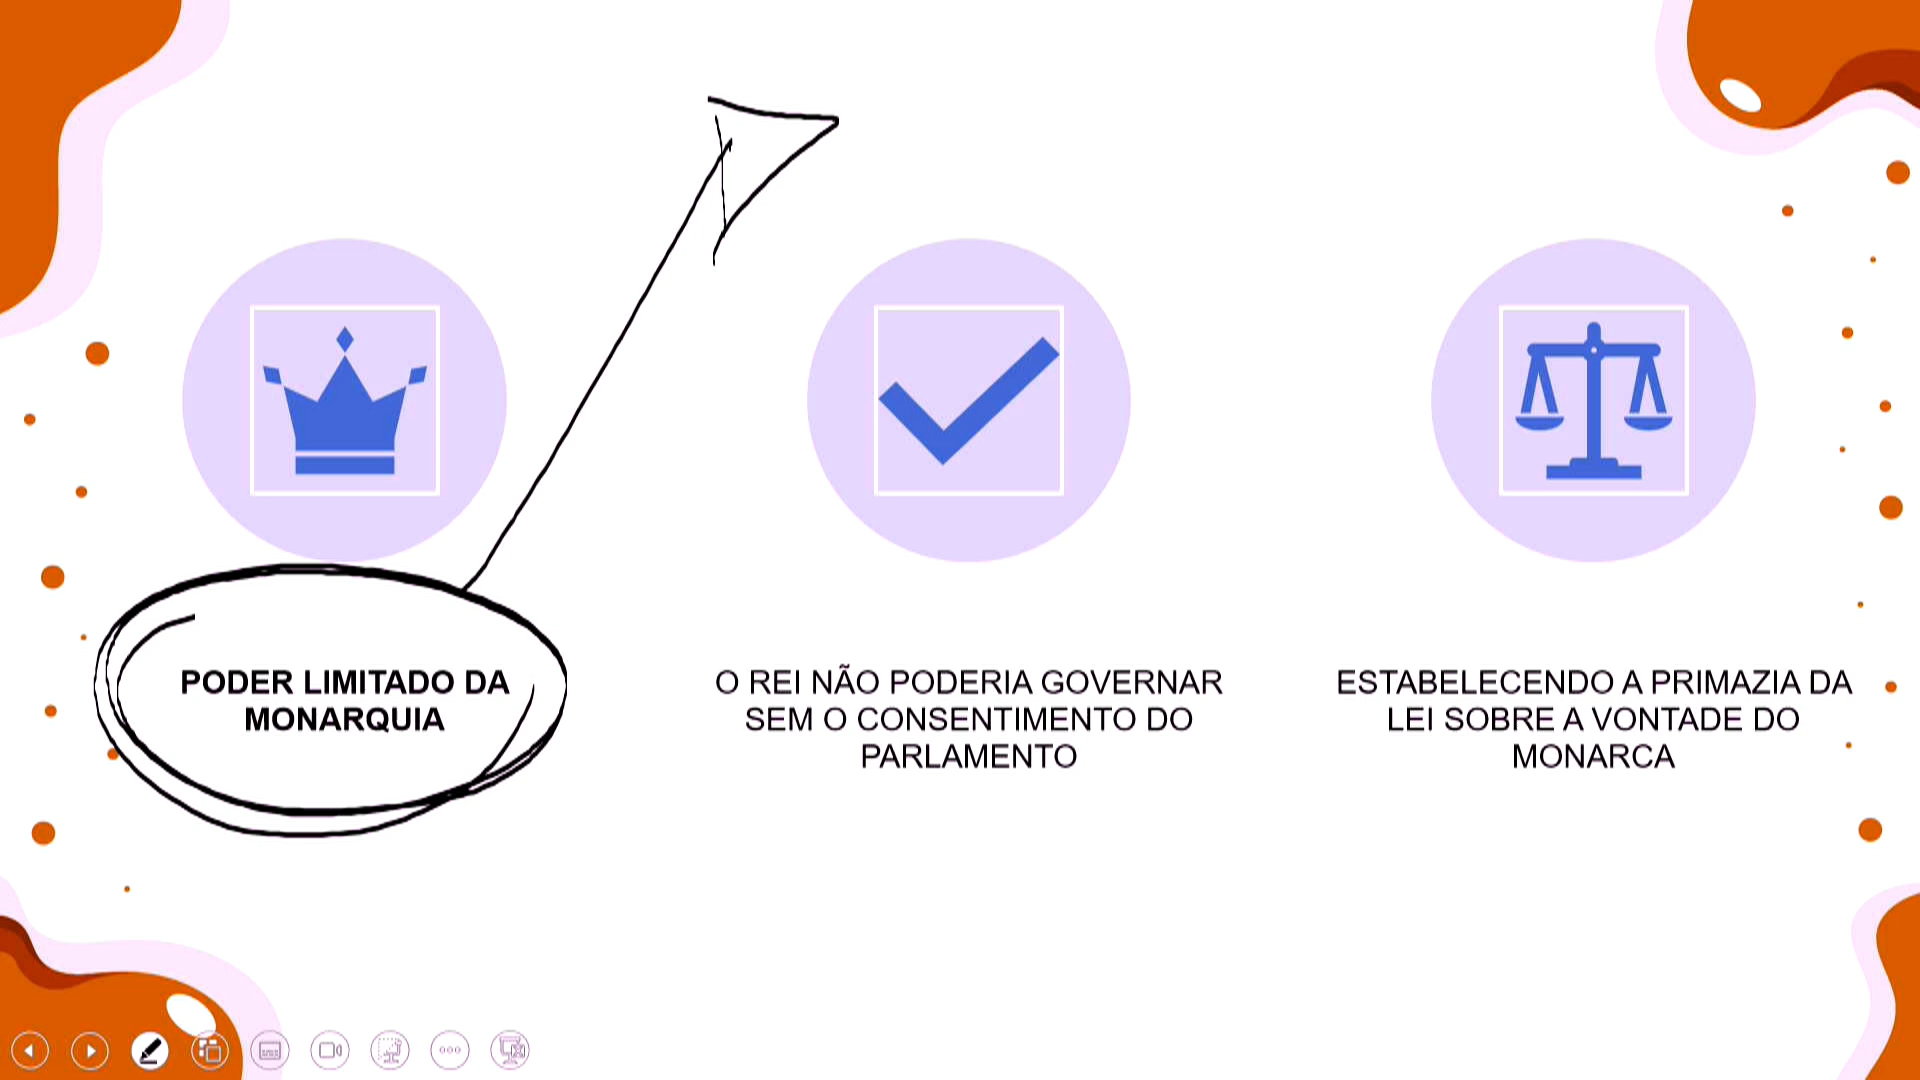 PODER LIMITADO DA
MONARQUIA
O REI NÃO PODERIA GOVERNAR
SEM O CONSENTIMENTO DO
PARLAMENTO
ESTABELECENDO A PRIMAZIA DA
LEI SOBRE A VONTADE DO
MONARCA